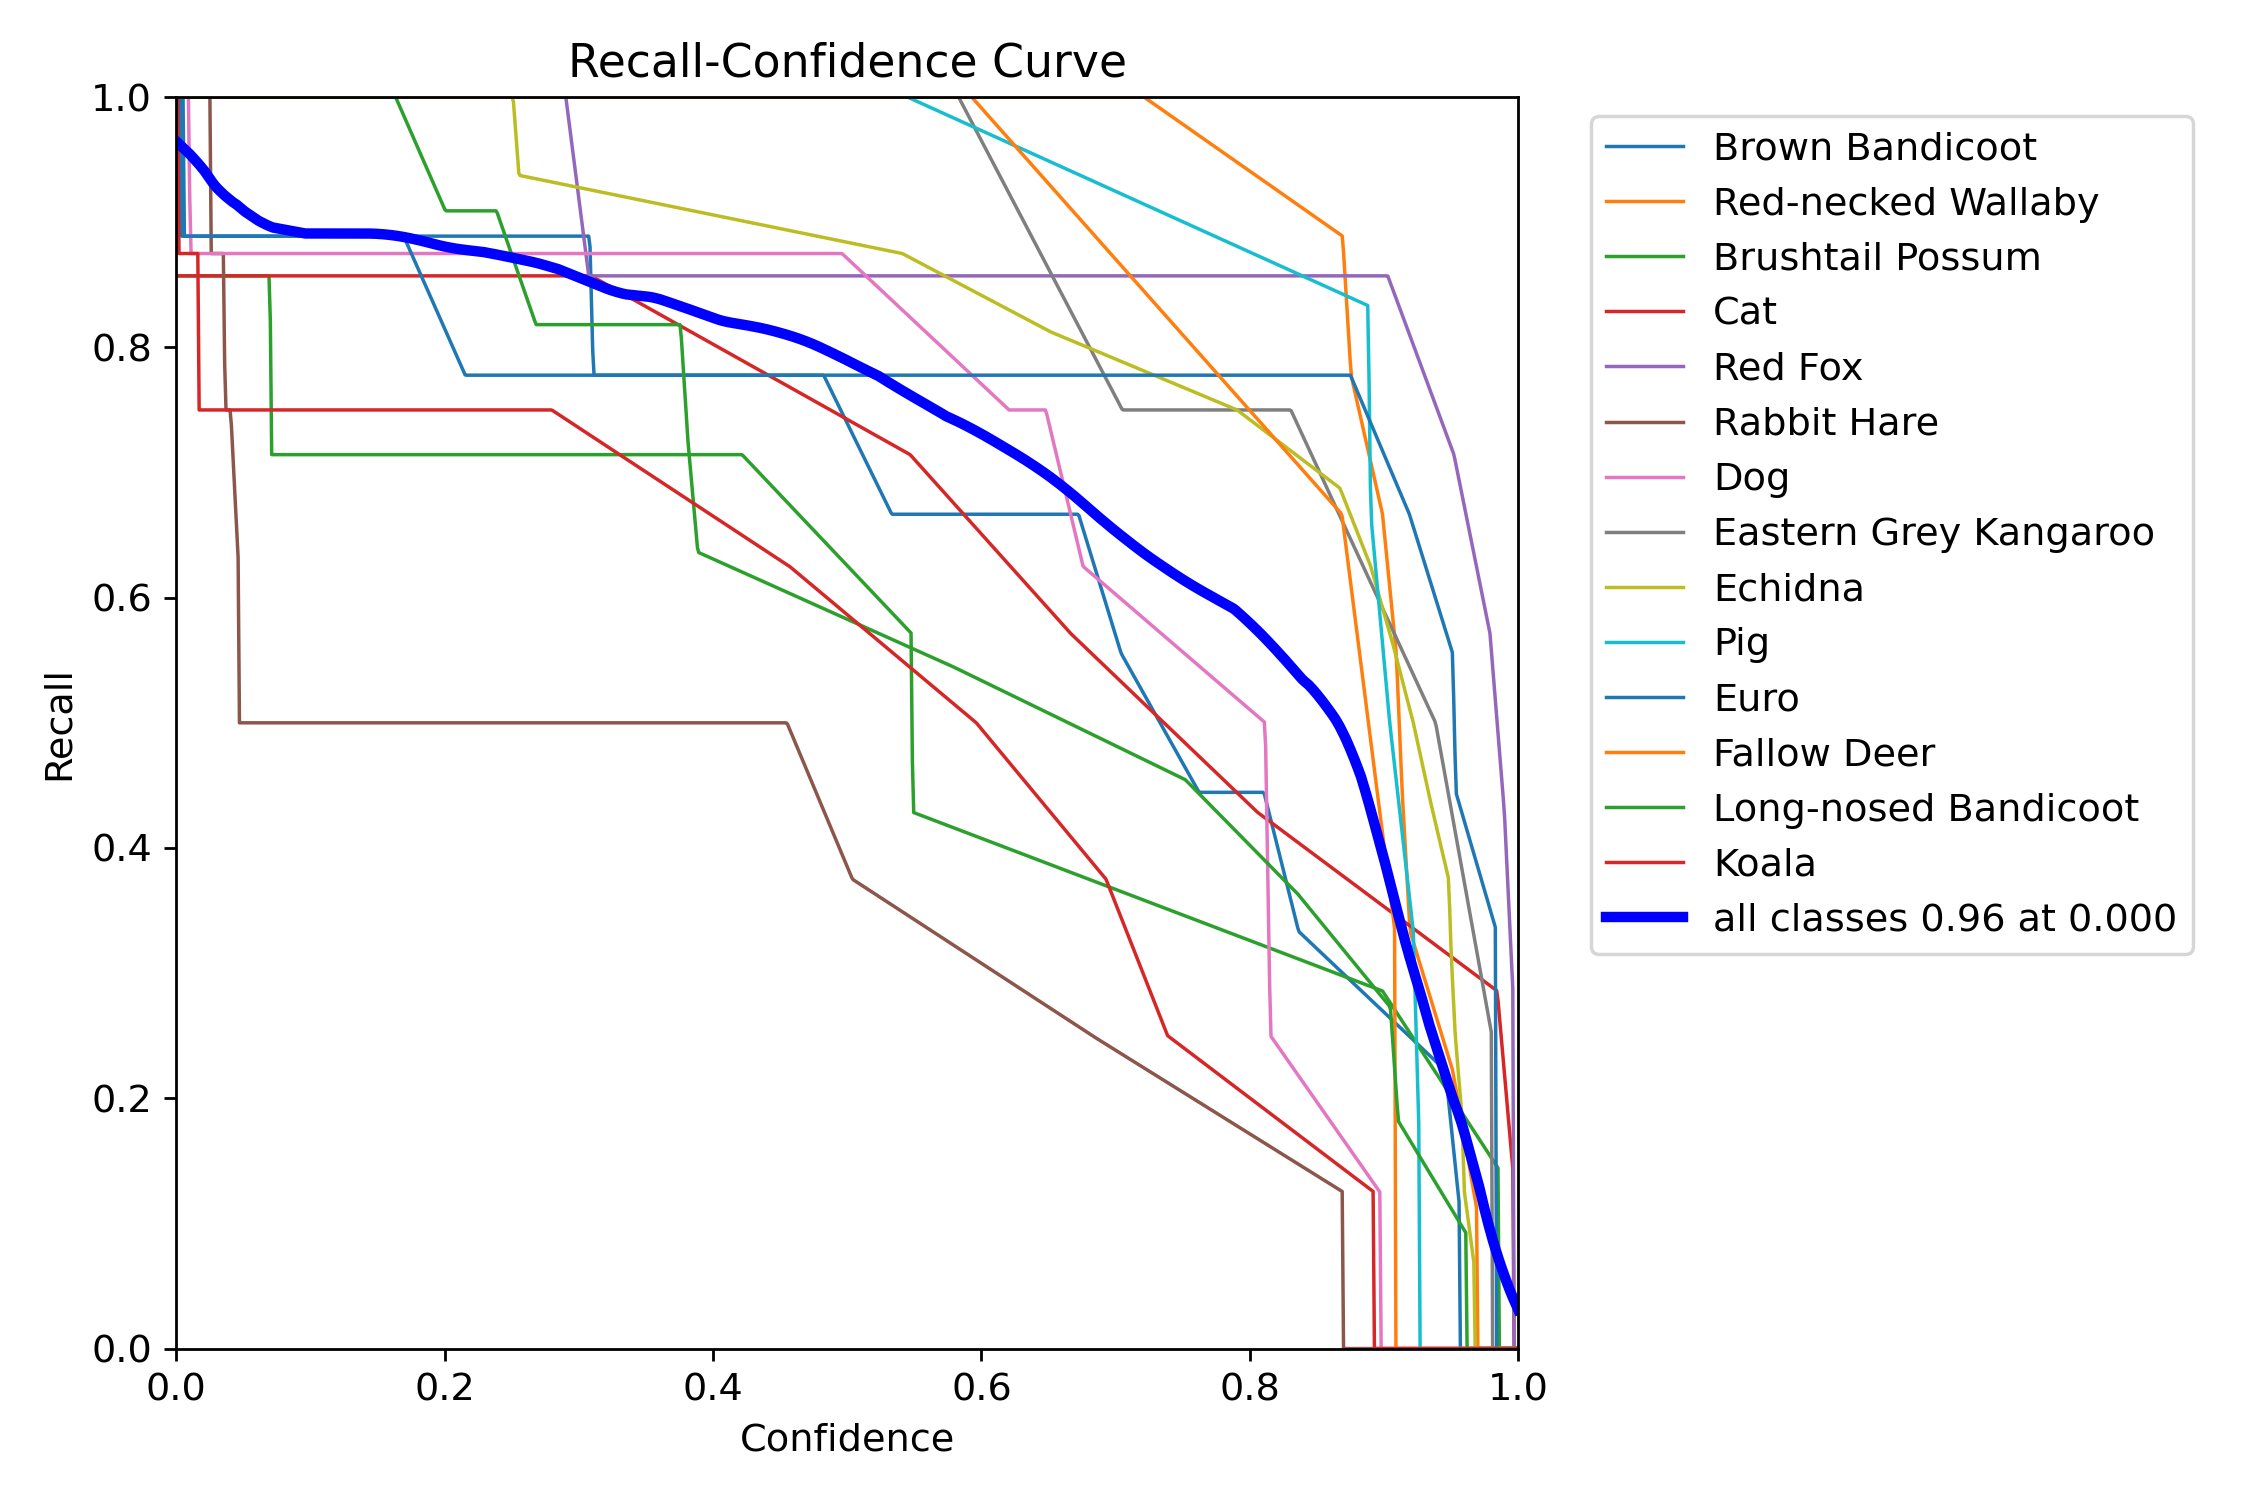 Recall-Confidence Curve
1.0
0.8
0.6
0.4
0.2
0.0
Recall
0.0 0.2 0.4 0.6 0.8 1.0
Confidence
Brown Bandicoot
Red-necked Wallaby
Brushtail Possum
Cat
Red Fox
Rabbit Hare
Dog
Eastern Grey Kangaroo
Echidna
Pig
Euro
Fallow Deer
Long-nosed Bandicoot
Koala
all classes 0.96 at 0.000